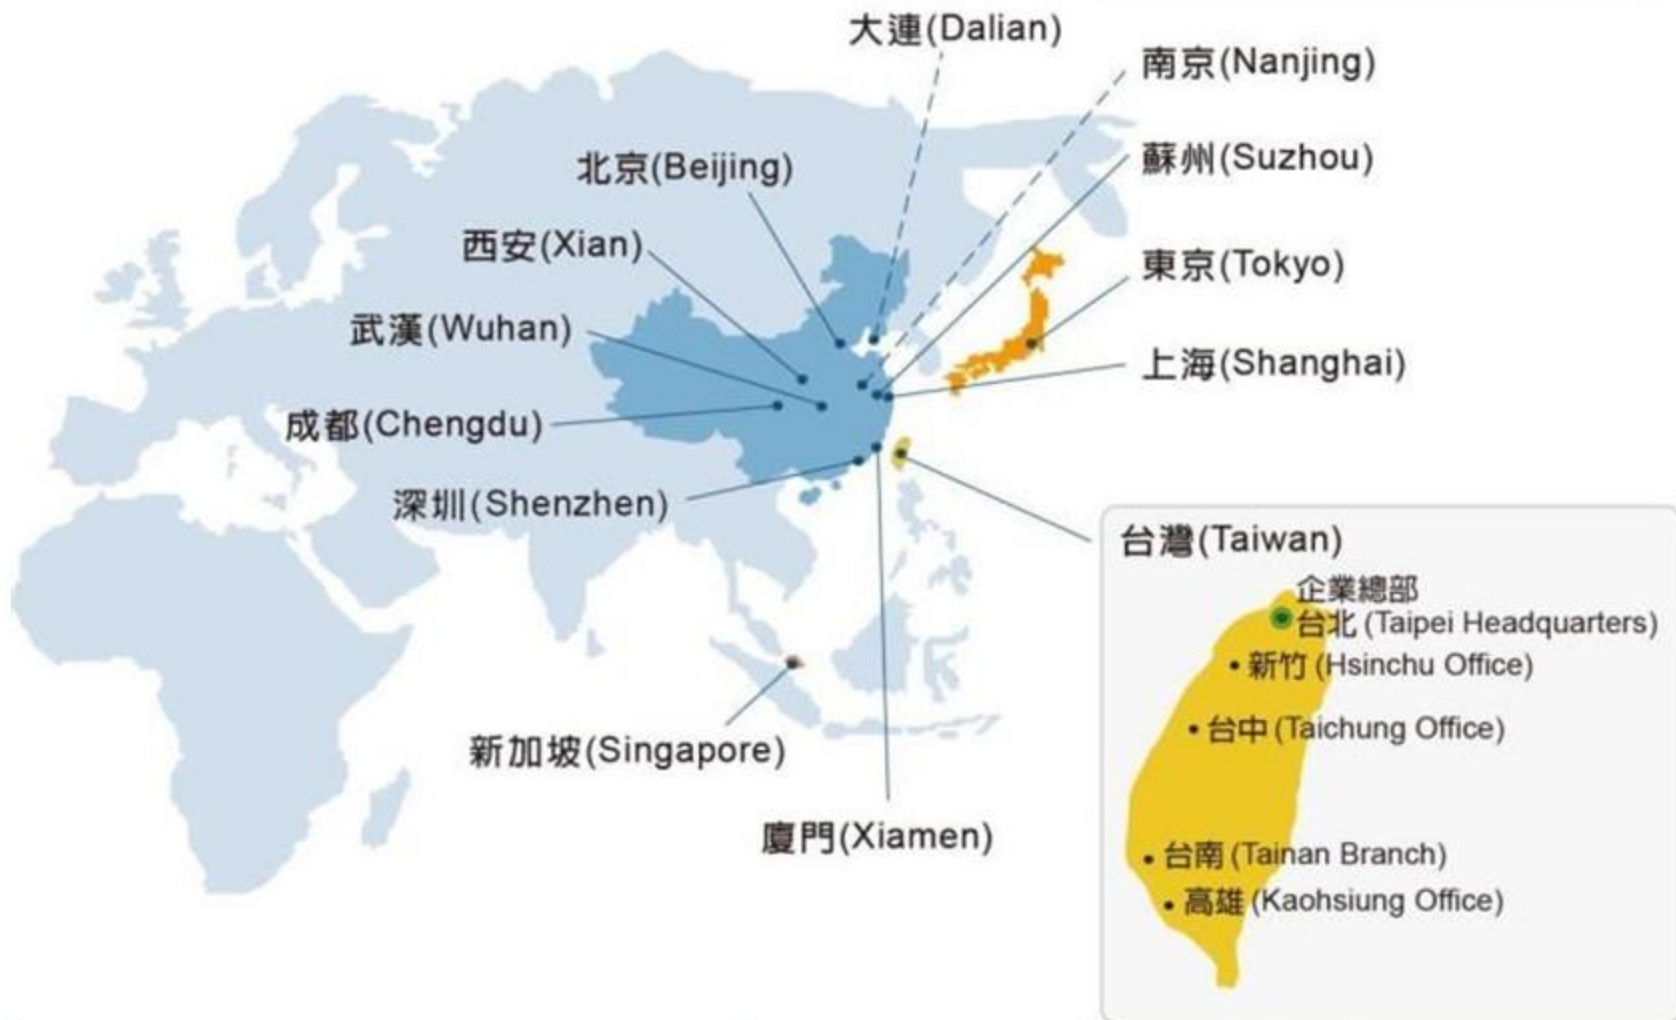 大連(Dalian)
南京(Nanjing)
蘇州(Suzhou)
北京(Beijing)
西安(Xian)
東京(Tokyo)
武漢(Wuhan)
上海(Shanghai)
成都(Chengdu)
深圳(Shenzhen)
台灣(Taiwan)
企業總部
台北 (Taipei Headquarters)
新竹 (Hsinchu Office)
台中 (Taichung Office)
新加坡(Singapore)
廈門(Xiamen)
台南 (Tainan Branch)
高雄 (Kaohsiung Office)